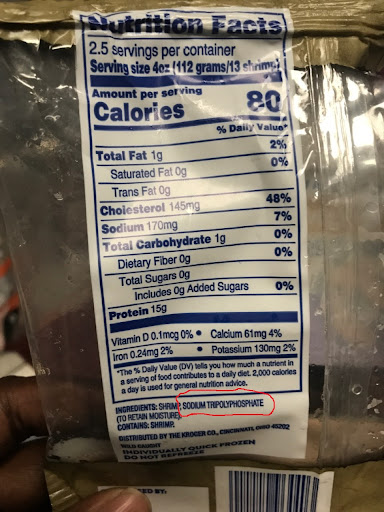 Nutrition Facts
2.5 servings per container
Serving size 4oz (112 grams/13 shrimp)
Amount per serving
Calories 80
% Daily Value*
Total Fat 1g 2%
Saturated Fat 0g 0%
Trans Fat 0g
Cholesterol 145mg 48%
Sodium 170mg 7%
Total Carbohydrate 1g 0%
Dietary Fiber 0g 0%
Total Sugars 0g
Includes 0g Added Sugars 0%
Protein 15g
Vitamin D 0.1mcg 0% • Calcium 61mg 4%
Iron 0.24mg 2% • Potassium 130mg 2%
*The % Daily Value (DV) tells you how much a nutrient in
a serving of food contributes to a daily diet. 2,000 calories
a day is used for general nutrition advice.
INGREDIENTS: SHRIMP, SODIUM TRIPOLYPHOSPHATE
(TO RETAIN MOISTURE).
CONTAINS: SHRIMP.
DISTRIBUTED BY THE KROGER CO., CINCINNATI, OHIO 45202
WILD CAUGHT
INDIVIDUALLY QUICK FROZEN
DO NOT REFREEZE
ED BY: